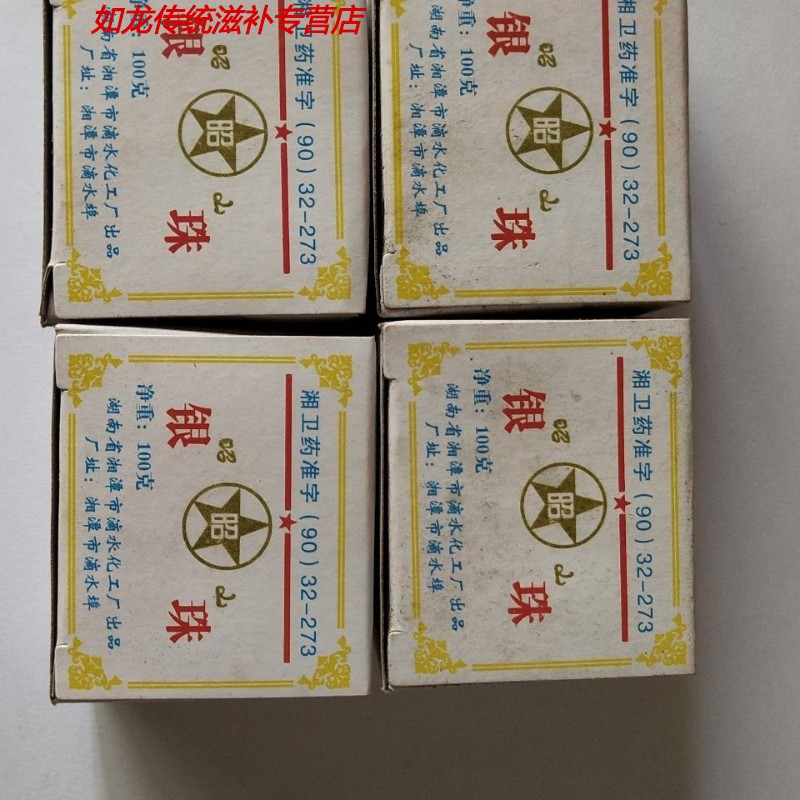 如龙传统滋补专营店
湘卫药准字(90)32-273
银珠
昭山
昭
100克
南省湘潭市滴水化工厂出品
厂址：湘潭市滴水埠
湘卫药准字(90)32-273
银珠
昭山
昭
重：100克
湖南省湘潭市滴水化工厂出品
厂址：湘潭市滴水埠
湘卫药准字(90)32-273
银珠
昭山
昭
净重：100克
湖南省湘潭市滴水化工厂出品
厂址：湘潭市滴水埠
湘卫药准字(90)32-273
银珠
昭山
昭
净重：100克
湖南省湘潭市滴水化工厂出品
厂址：湘潭市滴水埠